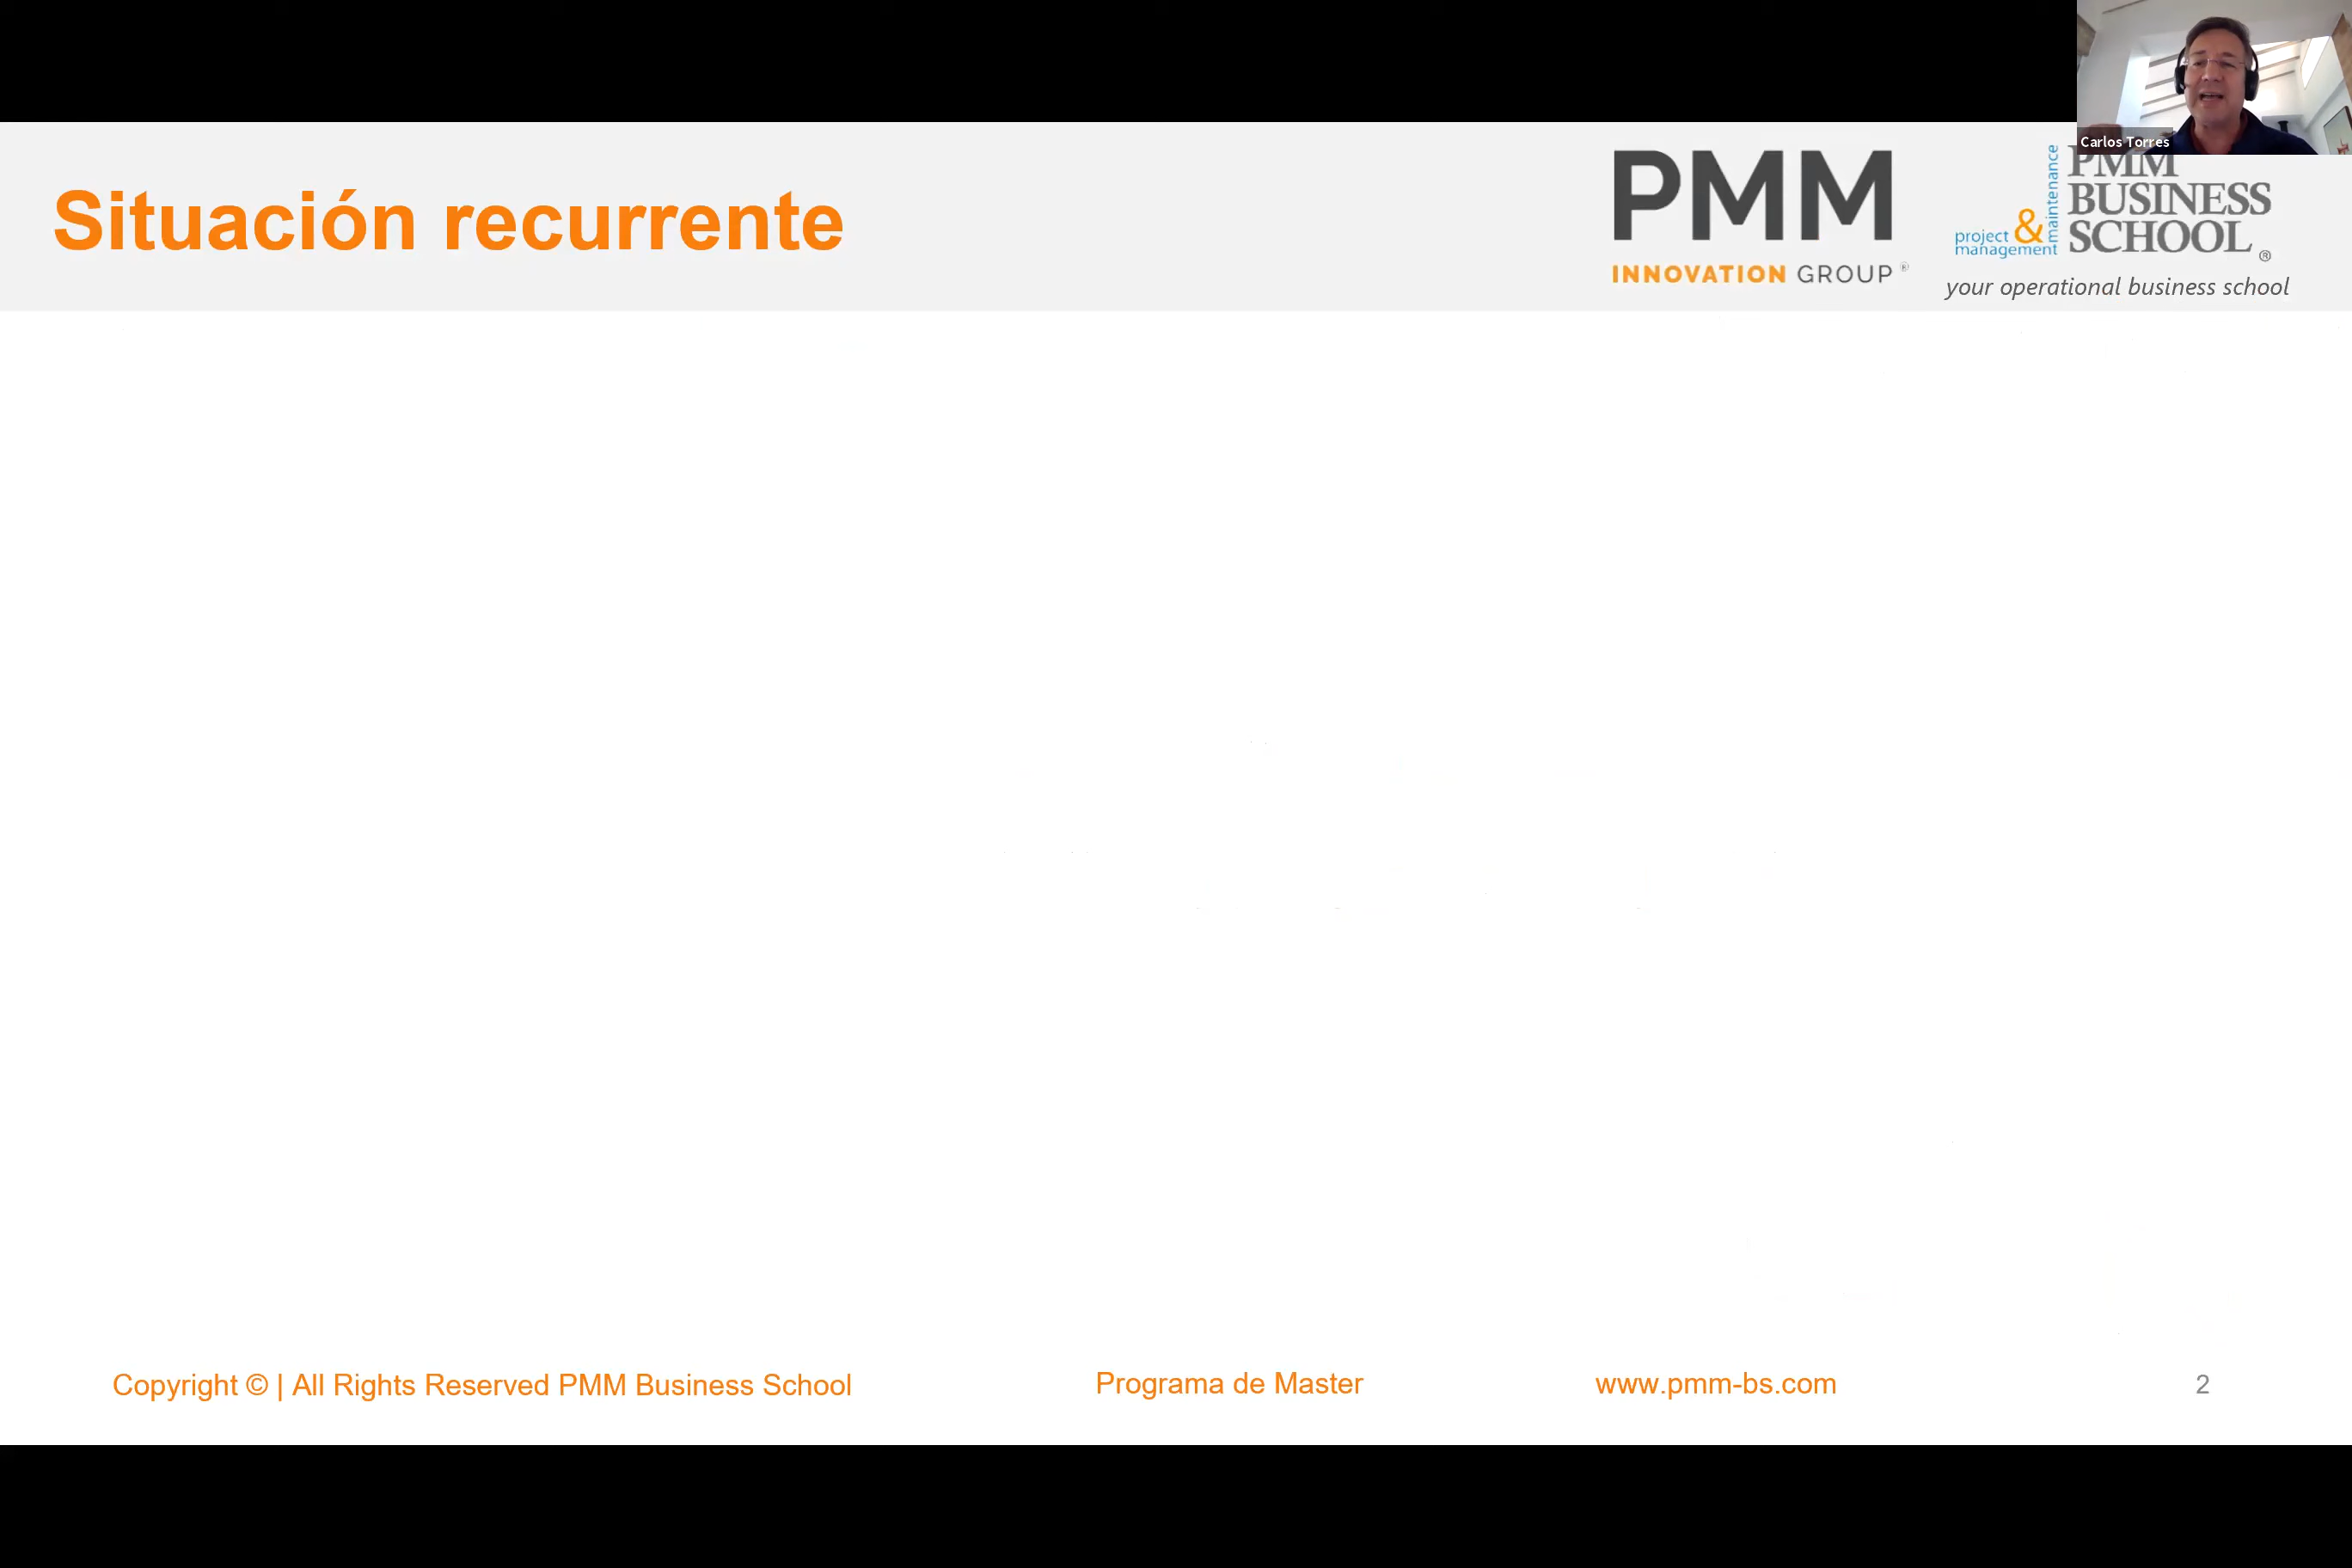 Carlos Torres
Situación recurrente
PMM
INNOVATION GROUP ®
project & management
maintenance
PMM
BUSINESS
SCHOOL ®
your operational business school
Copyright © | All Rights Reserved PMM Business School
Programa de Master
www.pmm-bs.com
2